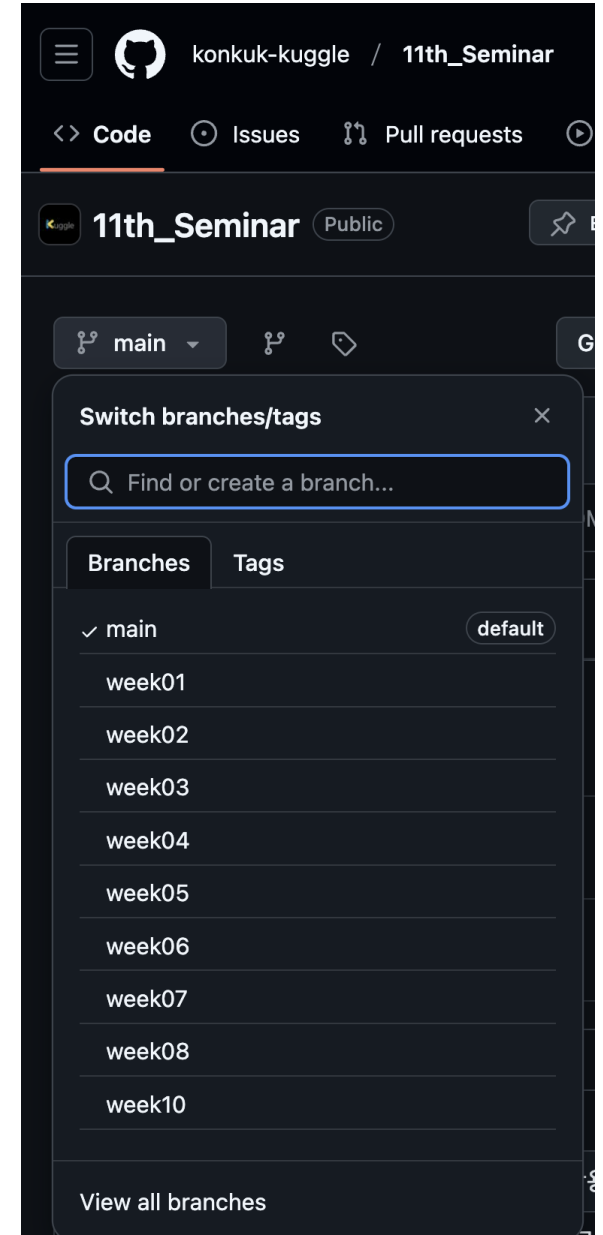 konkuk-kuggle / 11th_Seminar
Code Issues Pull requests
Kuggle 11th_Seminar Public
main
G
Switch branches/tags
Find or create a branch...
Branches Tags
main default
week01
week02
week03
week04
week05
week06
week07
week08
week10
View all branches